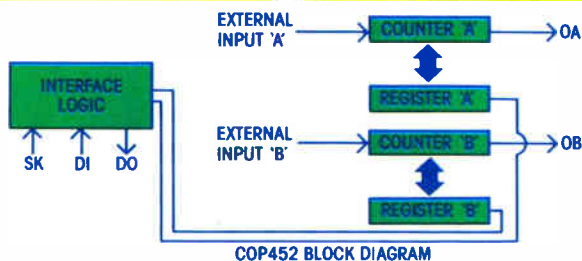 EXTERNAL
INPUT 'A'
COUNTER 'A'
OA
INTERFACE
LOGIC
REGISTER 'A'
EXTERNAL
INPUT 'B'
COUNTER 'B'
OB
SK
DI
DO
REGISTER 'B'
COP452 BLOCK DIAGRAM